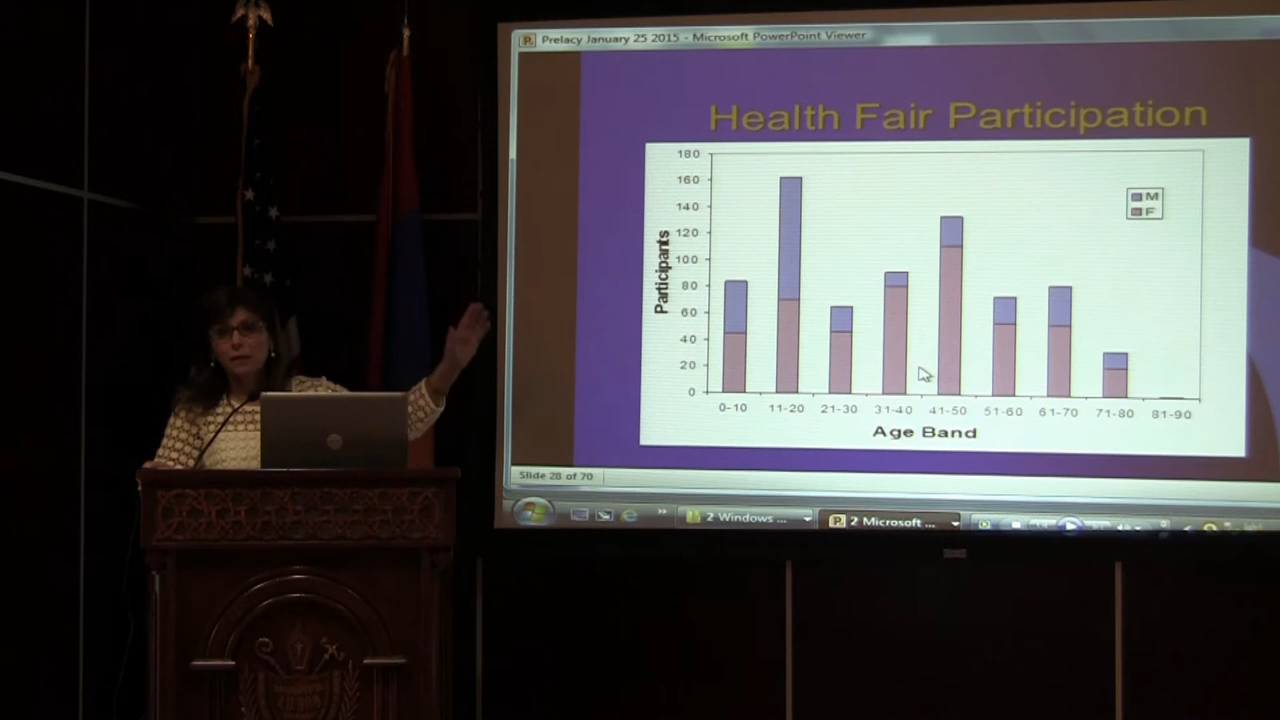 Prelacy January 25 2015 - Microsoft PowerPoint Viewer
Health Fair Participation
180
160
140
120
100
80
60
40
20
0
Participants
M
F
0-10 11-20 21-30 31-40 41-50 51-60 61-70 71-80 81-90
Age Band
Slide 28 of 70
2 Windows ... 2 Microsoft ...